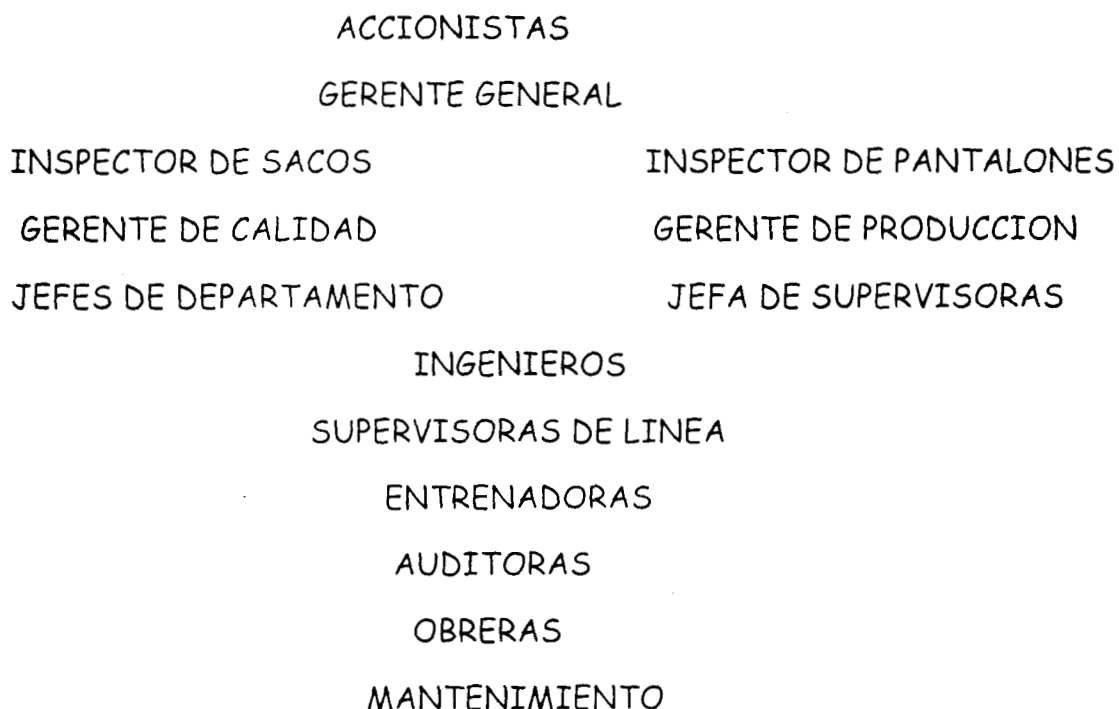 ACCIONISTAS
GERENTE GENERAL
INSPECTOR DE SACOS INSPECTOR DE PANTALONES
GERENTE DE CALIDAD GERENTE DE PRODUCCION
JEFES DE DEPARTAMENTO JEFA DE SUPERVISORAS
INGENIEROS
SUPERVISORAS DE LINEA
ENTRENADORAS
AUDITORAS
OBRERAS
MANTENIMIENTO